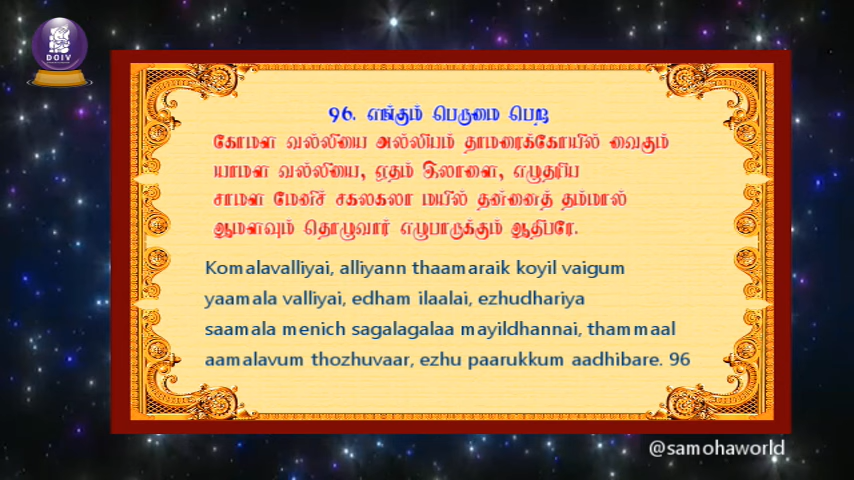 DOIV
96. எங்கும் பெருமை பெற
கோமள வல்லியை அல்லியம் தாமரைக்கோயில் வைகும்
யாமள வல்லியை, ஏதம் இலாளை, எழுதரிய
சாமள மேனிச் சகலகலா மயில் தன்னைத் தம்மால்
ஆமளவும் தொழுவார் எழுபாருக்கும் ஆதிபரே.
Komalavalliyai, alliyann thaamaraik koyil vaigum
yaamala valliyai, edham ilaalai, ezhudhariya
saamala menich sagalagalaa mayildhannai, thammaal
aamalavum thozhuvaar, ezhu paarukkum aadhibare. 96
@samohaworld